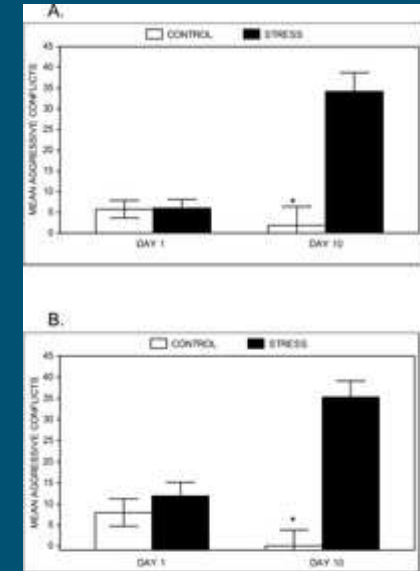 A.
CONTROL STRESS
MEAN AGGRESSIVE CONFLICTS
45
40
35
30
25
20
15
10
5
0
*
DAY 1 DAY 10
B.
CONTROL STRESS
MEAN AGGRESSIVE CONFLICTS
45
40
35
30
25
20
15
10
5
0
*
DAY 1 DAY 10